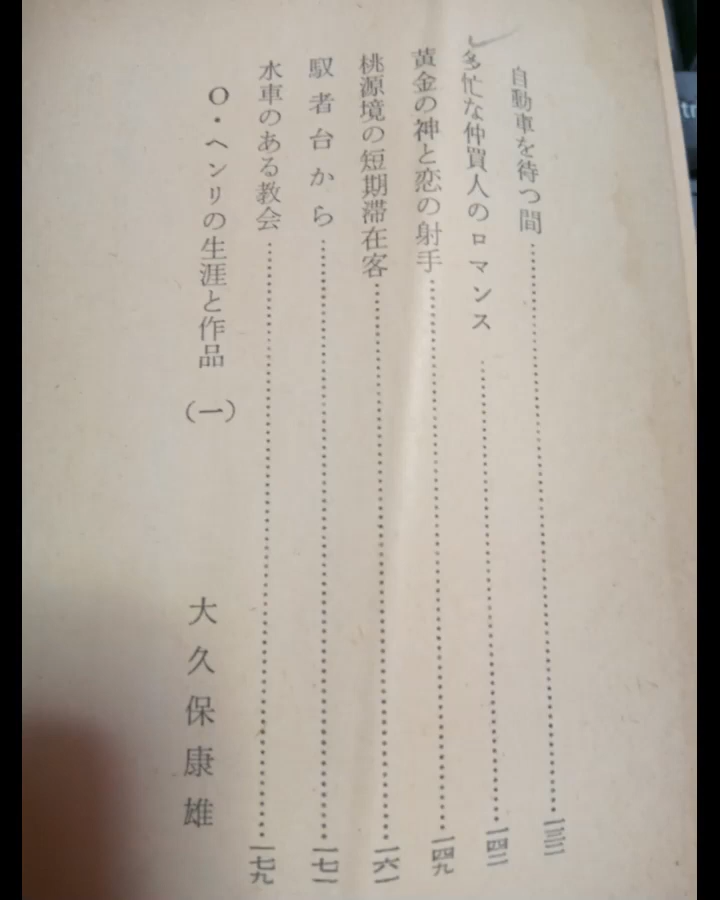 自動車を待つ間……………一三二
多忙な仲買人のロマンス……………一四二
黄金の神と恋の射手……………一四九
桃源境の短期滞在客……………一六一
馭者台から……………一七一
水車のある教会……………一七九
O・ヘンリの生涯と作品 (一) 大久保康雄